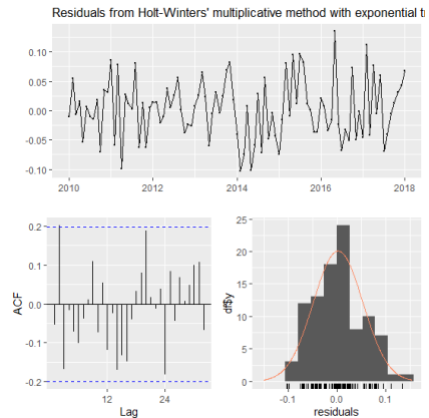 Residuals from Holt-Winters' multiplicative method with exponential tr
0.10
0.05
0.00
-0.05
-0.10
2010 2012 2014 2016 2018
0.2
0.1
0.0
-0.1
-0.2
ACF
12 24
Lag
25
20
15
10
5
0
df$y
-0.1 0.0 0.1
residuals